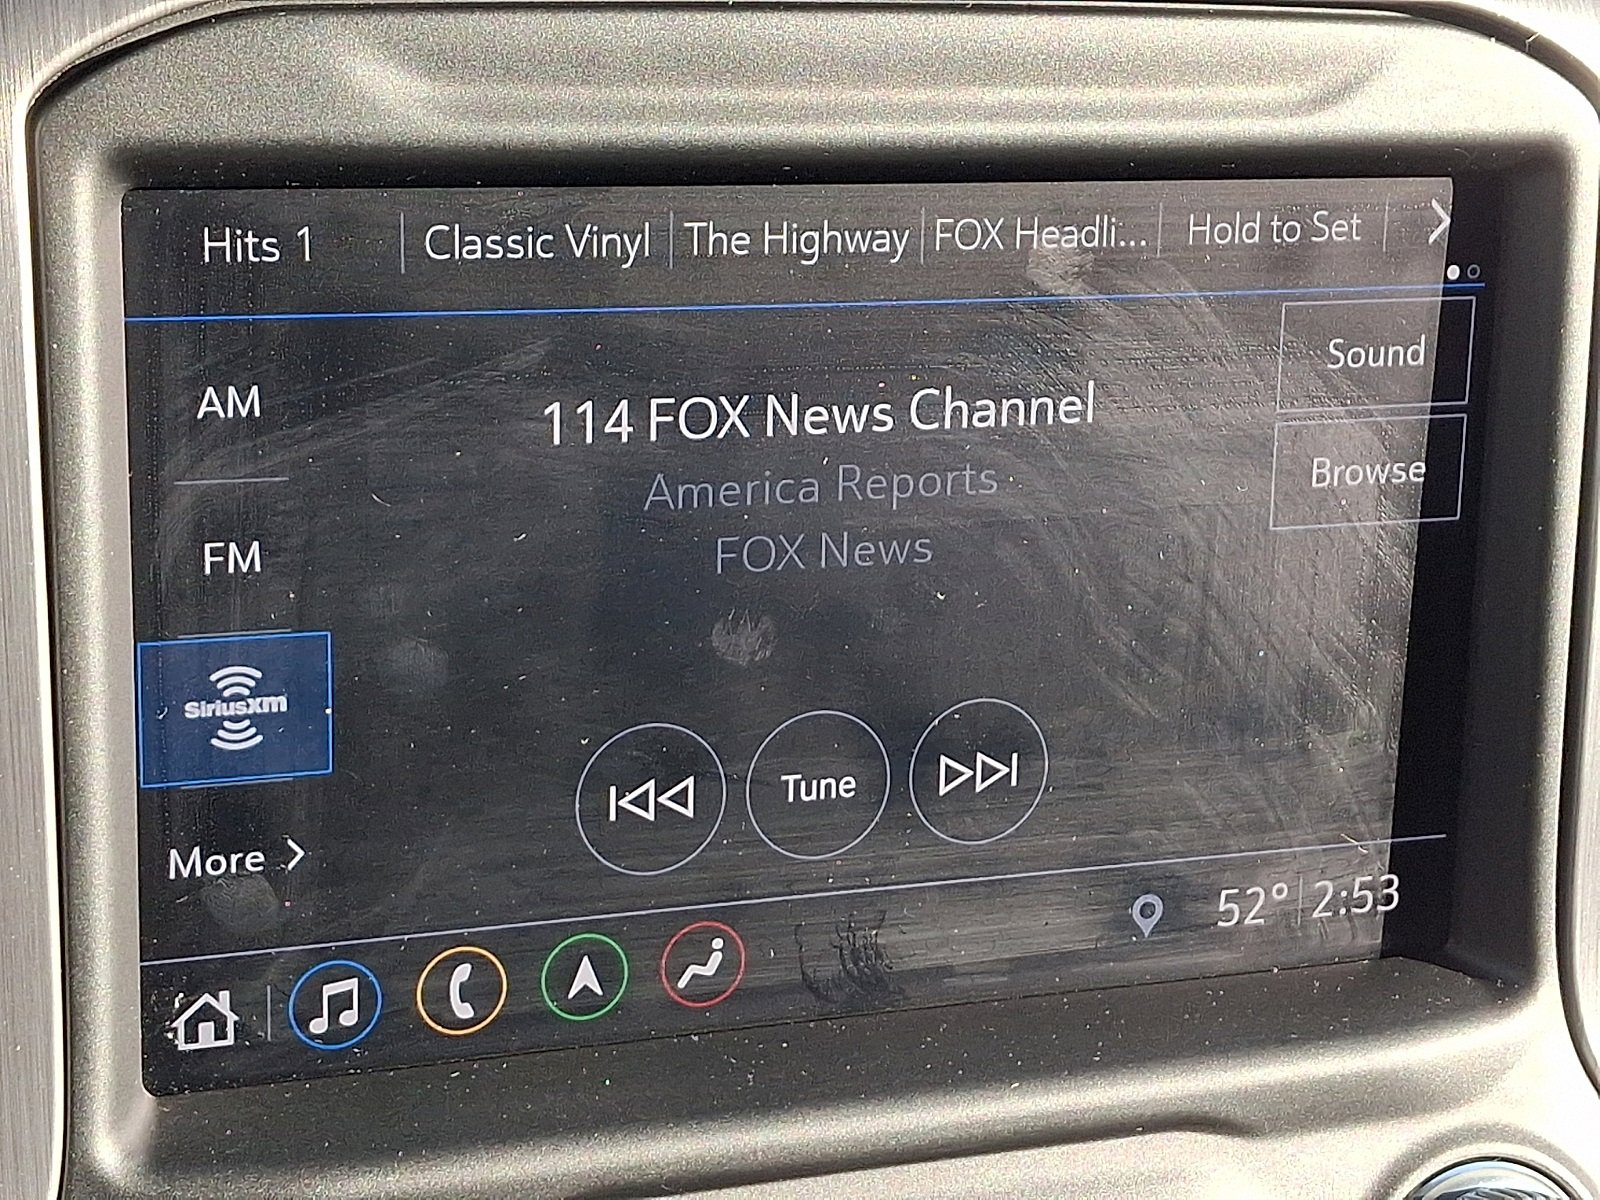 Hits 1
Classic Vinyl
The Highway
FOX Headli...
Hold to Set
Sound
AM
114 FOX News Channel
Browse
America Reports
FM
FOX News
SiriusXM
Tune
More
52° 2:53